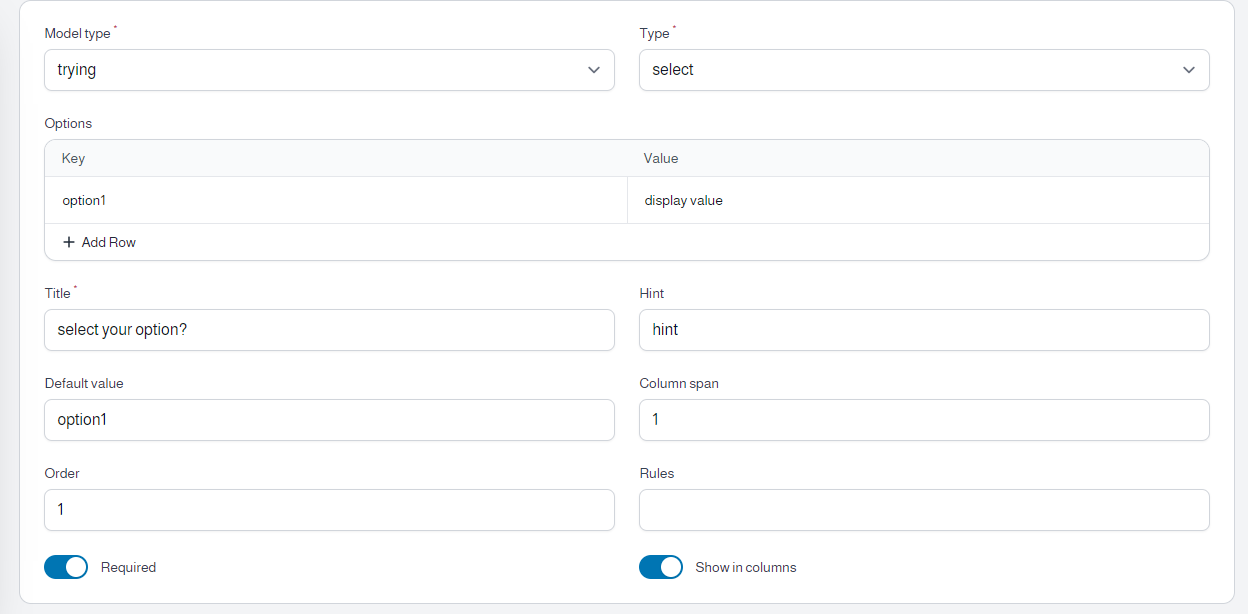 Model type * Type *
trying select
Options
Key Value
option1 display value
+ Add Row
Title * Hint
select your option? hint
Default value Column span
option1 1
Order Rules
1
Required Show in columns